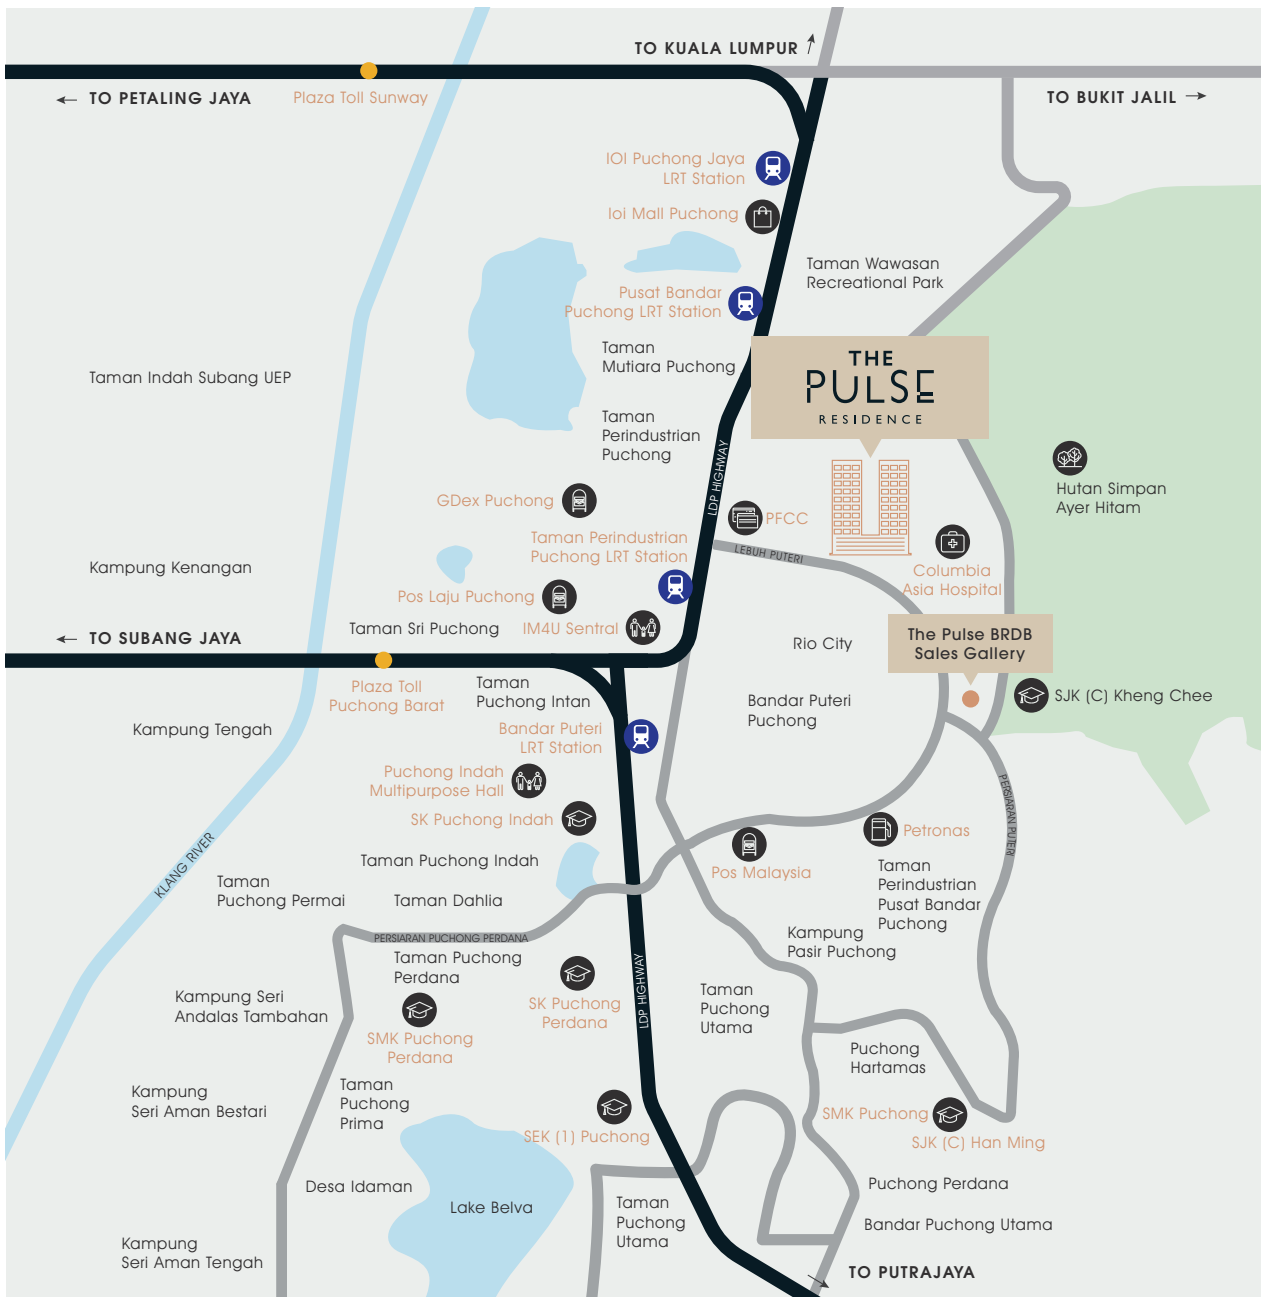 TO KUALA LUMPUR
TO PETALING JAYA
Plaza Toll Sunway
TO BUKIT JALIL
IOI Puchong Jaya
LRT Station
Ioi Mall Puchong
Taman Wawasan
Recreational Park
Pusat Bandar
Puchong LRT Station
Taman
Mutiara Puchong
THE
PULSE
RESIDENCE
Taman Indah Subang UEP
Taman
Perindustrian
Puchong
LDP HIGHWAY
Hutan Simpan
Ayer Hitam
GDex Puchong
PFCC
Taman Perindustrian
Puchong LRT Station
LEBUH PUTERI
Columbia
Asia Hospital
Kampung Kenangan
Pos Laju Puchong
Taman Sri Puchong
IM4U Sentral
TO SUBANG JAYA
Rio City
The Pulse BRDB
Sales Gallery
Plaza Toll
Puchong Barat
Taman
Puchong Intan
Bandar Puteri
Puchong
SJK (C) Kheng Chee
Kampung Tengah
Bandar Puteri
LRT Station
Puchong Indah
Multipurpose Hall
SK Puchong Indah
PERSIARAN PUTERI
Petronas
KLANG RIVER
Taman Puchong Indah
Pos Malaysia
Taman
Perindustrian
Pusat Bandar
Puchong
Taman
Puchong Permai
Taman Dahlia
PERSIARAN PUCHONG PERDANA
Kampung
Pasir Puchong
Taman Puchong
Perdana
LDP HIGHWAY
Kampung Seri
Andalas Tambahan
SK Puchong
Perdana
Taman
Puchong
Utama
SMK Puchong
Perdana
Puchong
Hartamas
Kampung
Seri Aman Bestari
Taman
Puchong
Prima
SEK (1) Puchong
SMK Puchong
SJK (C) Han Ming
Desa Idaman
Lake Belva
Taman
Puchong
Utama
Puchong Perdana
Bandar Puchong Utama
Kampung
Seri Aman Tengah
TO PUTRAJAYA